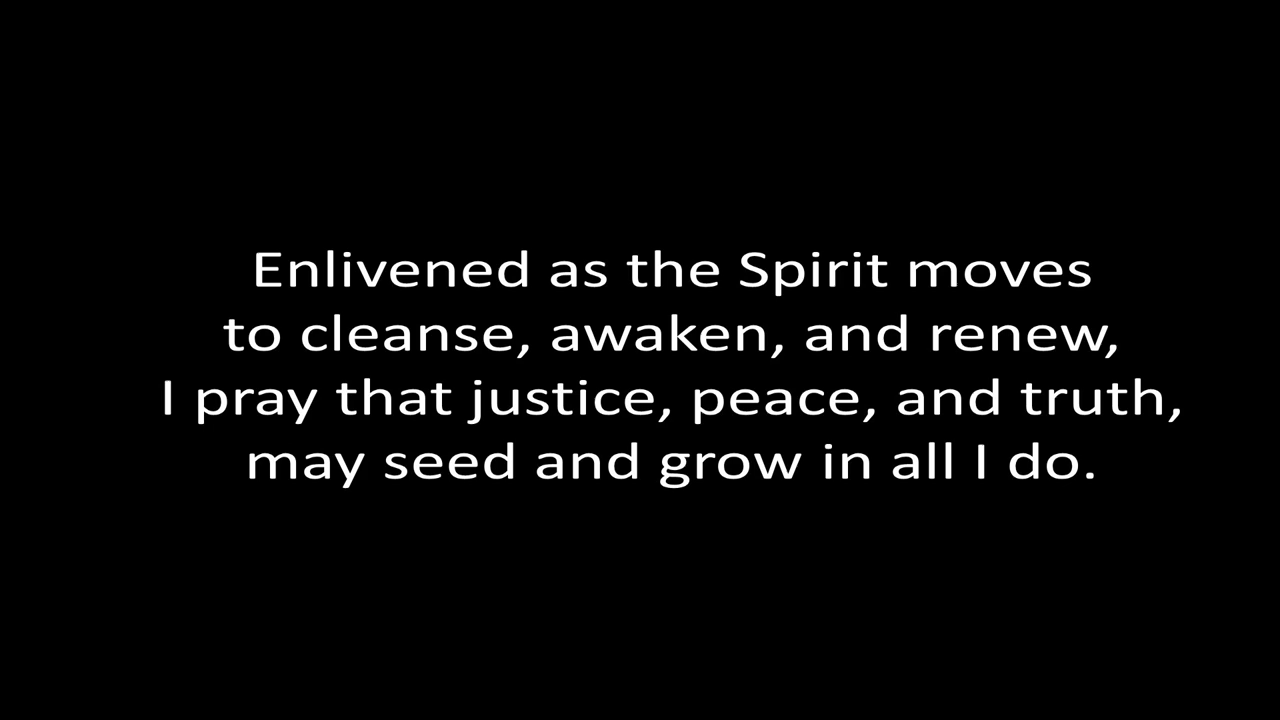 Enlivened as the Spirit moves
to cleanse, awaken, and renew,
I pray that justice, peace, and truth,
may seed and grow in all I do.